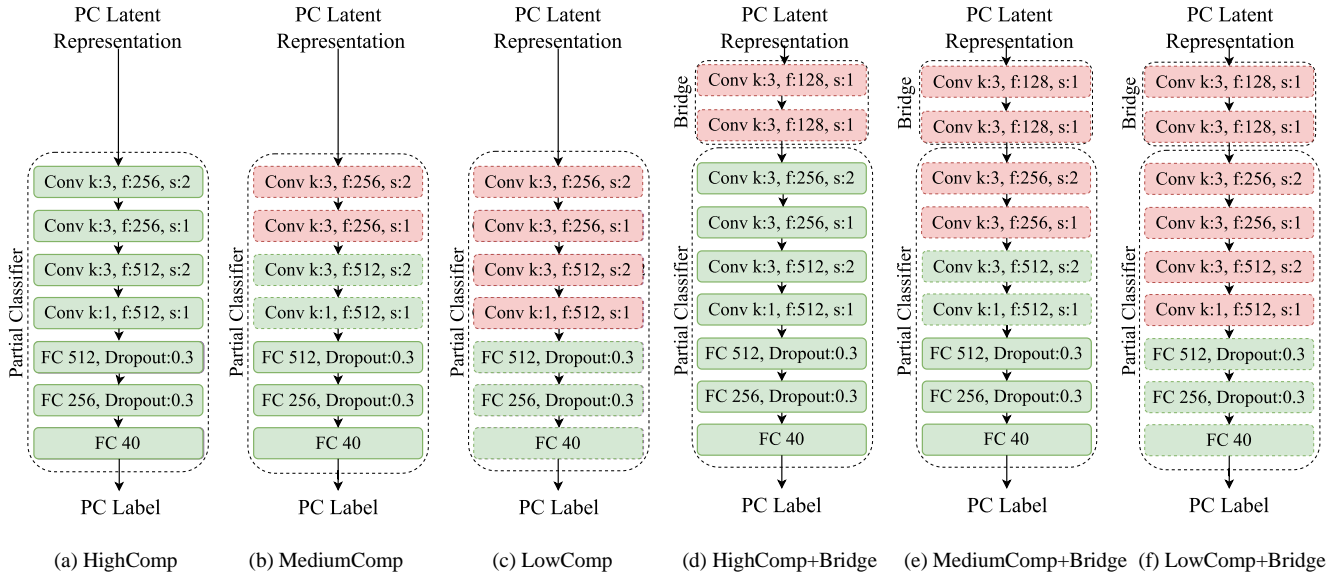 PC Latent
Representation
Partial Classifier
Conv k:3, f:256, s:2
Conv k:3, f:256, s:1
Conv k:3, f:512, s:2
Conv k:1, f:512, s:1
FC 512, Dropout:0.3
FC 256, Dropout:0.3
FC 40
PC Label
(a) HighComp
PC Latent
Representation
Partial Classifier
Conv k:3, f:256, s:2
Conv k:3, f:256, s:1
Conv k:3, f:512, s:2
Conv k:1, f:512, s:1
FC 512, Dropout:0.3
FC 256, Dropout:0.3
FC 40
PC Label
(b) MediumComp
PC Latent
Representation
Partial Classifier
Conv k:3, f:256, s:2
Conv k:3, f:256, s:1
Conv k:3, f:512, s:2
Conv k:1, f:512, s:1
FC 512, Dropout:0.3
FC 256, Dropout:0.3
FC 40
PC Label
(c) LowComp
PC Latent
Representation
Bridge
Conv k:3, f:128, s:1
Conv k:3, f:128, s:1
Partial Classifier
Conv k:3, f:256, s:2
Conv k:3, f:256, s:1
Conv k:3, f:512, s:2
Conv k:1, f:512, s:1
FC 512, Dropout:0.3
FC 256, Dropout:0.3
FC 40
PC Label
(d) HighComp+Bridge
PC Latent
Representation
Bridge
Conv k:3, f:128, s:1
Conv k:3, f:128, s:1
Partial Classifier
Conv k:3, f:256, s:2
Conv k:3, f:256, s:1
Conv k:3, f:512, s:2
Conv k:1, f:512, s:1
FC 512, Dropout:0.3
FC 256, Dropout:0.3
FC 40
PC Label
(e) MediumComp+Bridge
PC Latent
Representation
Bridge
Conv k:3, f:128, s:1
Conv k:3, f:128, s:1
Partial Classifier
Conv k:3, f:256, s:2
Conv k:3, f:256, s:1
Conv k:3, f:512, s:2
Conv k:1, f:512, s:1
FC 512, Dropout:0.3
FC 256, Dropout:0.3
FC 40
PC Label
(f) LowComp+Bridge